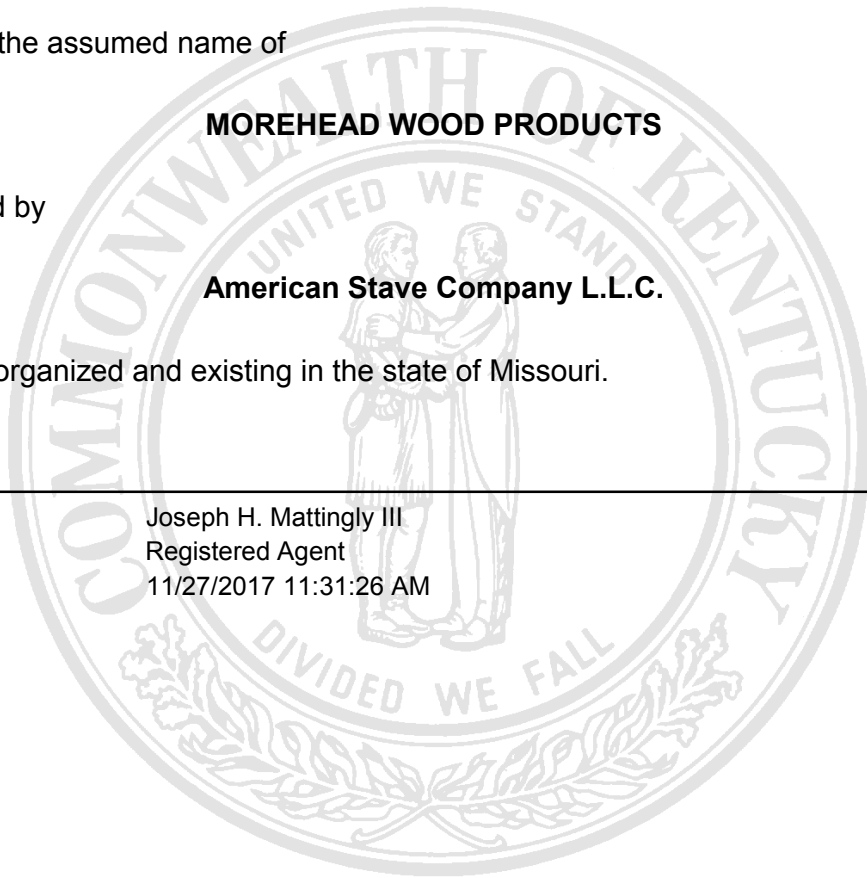 the assumed name of
MOREHEAD WOOD PRODUCTS
d by
American Stave Company L.L.C.
organized and existing in the state of Missouri.
Joseph H. Mattingly III
Registered Agent
11/27/2017 11:31:26 AM
COMMONWEALTH OF KENTUCKY
UNITED WE STAND
DIVIDED WE FALL